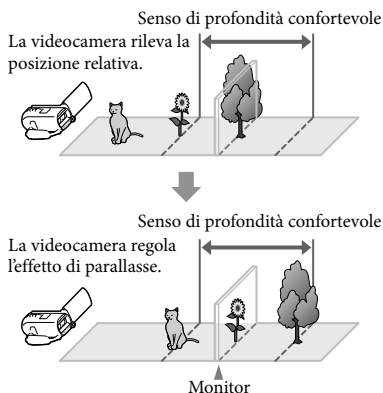 Senso di profondità confortevole
La videocamera rileva la
posizione relativa.
Senso di profondità confortevole
La videocamera regola
l'effetto di parallasse.
Monitor